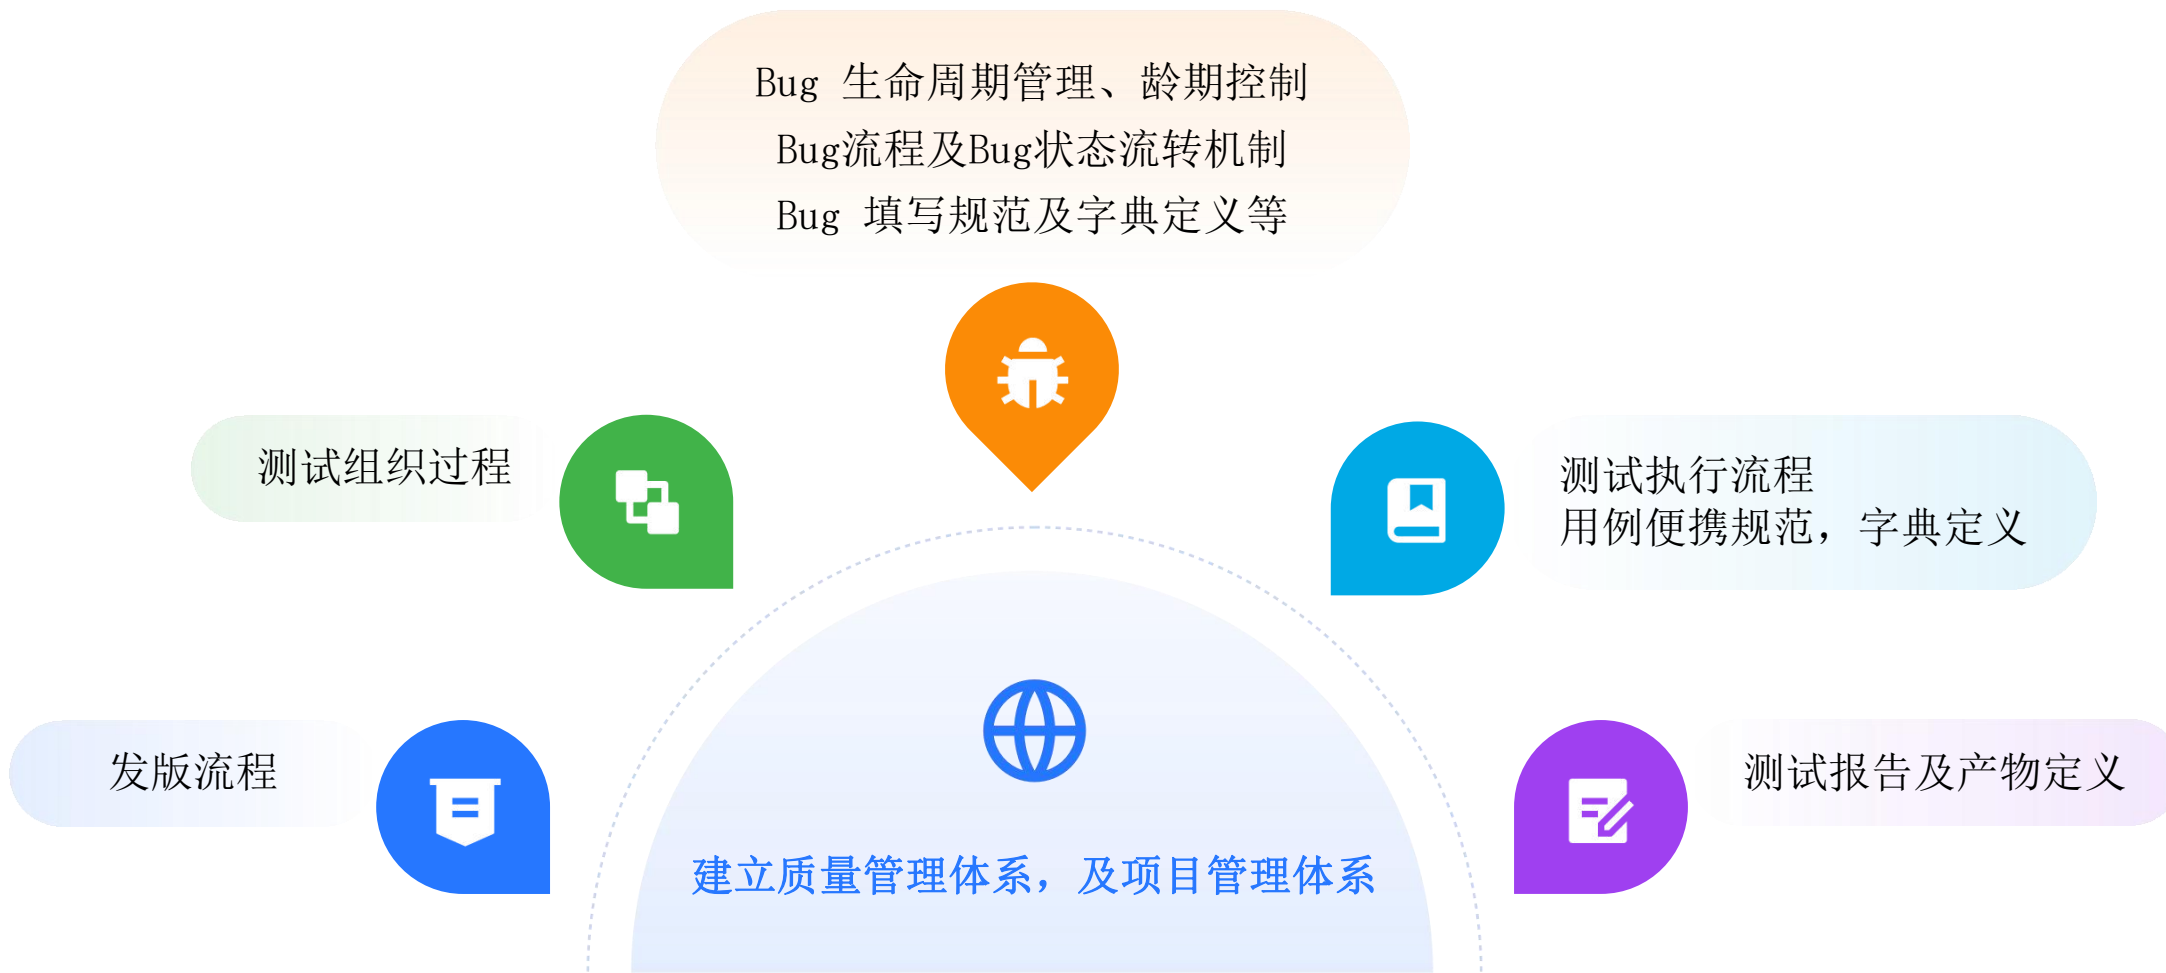 Bug 生命周期管理、龄期控制
Bug流程及Bug状态流转机制
Bug 填写规范及字典定义等
测试组织过程
测试执行流程
用例便携规范，字典定义
发版流程
测试报告及产物定义
建立质量管理体系，及项目管理体系